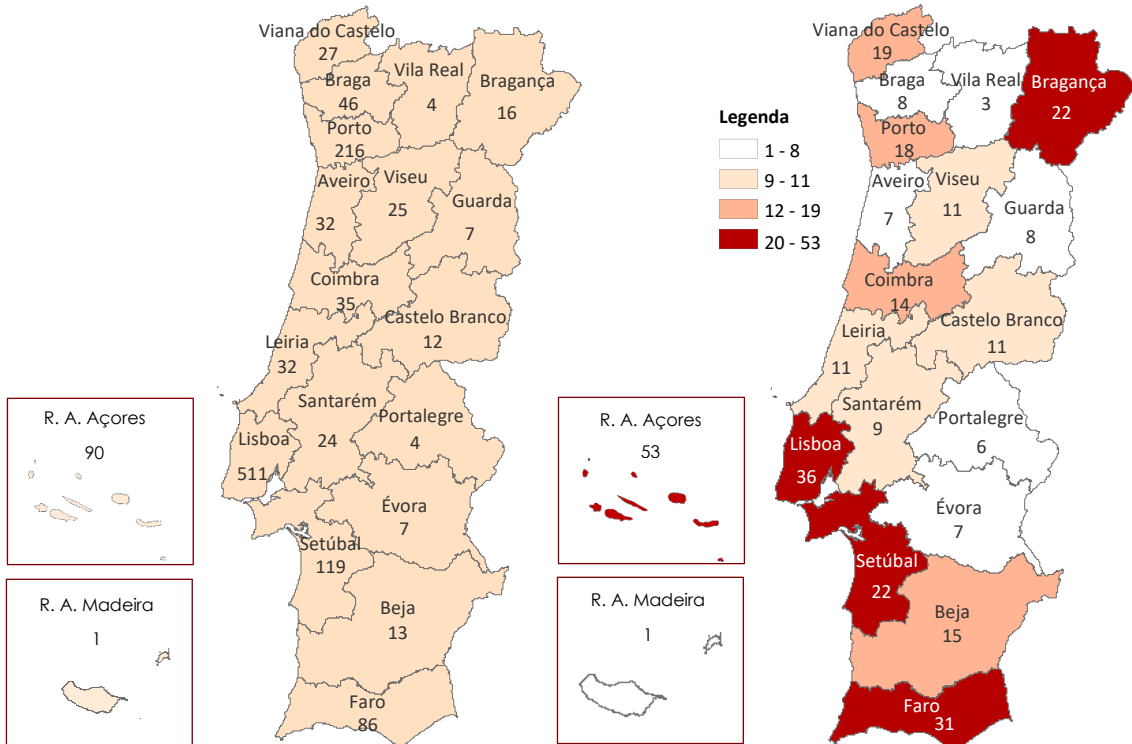 Viana do Castelo
27
Braga
46
Vila Real
4
Bragança
16
Porto
216
Aveiro
32
Viseu
25
Guarda
7
Coimbra
35
Castelo Branco
12
Leiria
32
Santarém
24
Portalegre
4
Lisboa
511
Évora
7
Setúbal
119
Beja
13
Faro
86
R. A. Açores
90
R. A. Madeira
1
Legenda
1 - 8
9 - 11
12 - 19
20 - 53
Viana do Castelo
19
Braga
8
Vila Real
3
Bragança
22
Porto
18
Aveiro
7
Viseu
11
Guarda
8
Coimbra
14
Castelo Branco
11
Leiria
11
Santarém
9
Portalegre
6
Lisboa
36
Évora
7
Setúbal
22
Beja
15
Faro
31
R. A. Açores
53
R. A. Madeira
1